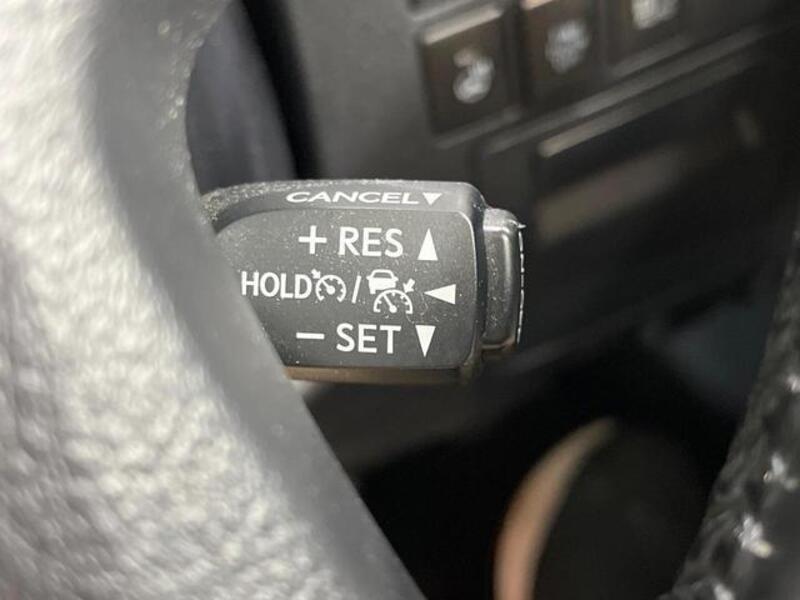 CANCEL▼
+ RES ▲
HOLD / ◀
− SET ▼